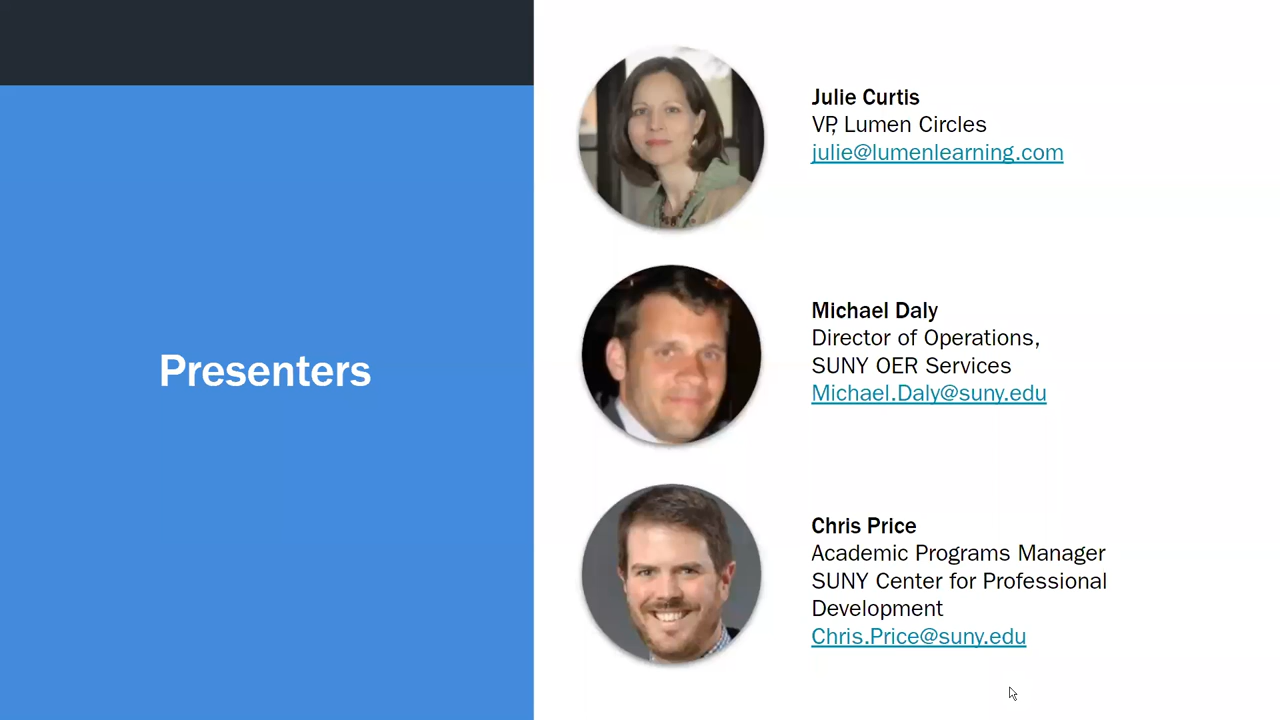 Presenters
Julie Curtis
VP, Lumen Circles
julie@lumenlearning.com
Michael Daly
Director of Operations,
SUNY OER Services
Michael.Daly@suny.edu
Chris Price
Academic Programs Manager
SUNY Center for Professional
Development
Chris.Price@suny.edu